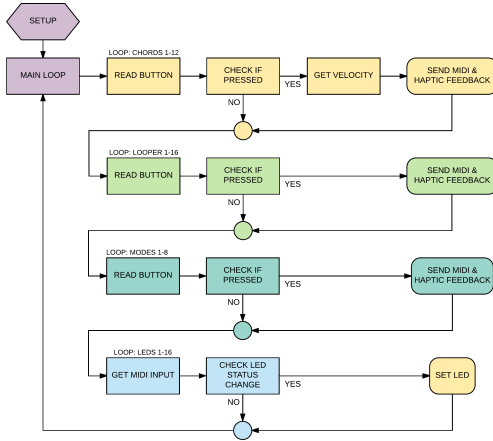 SETUP
LOOP: CHORDS 1-12
MAIN LOOP
READ BUTTON
CHECK IF
PRESSED
YES
GET VELOCITY
SEND MIDI &
HAPTIC FEEDBACK
NO
LOOP: LOOPER 1-16
READ BUTTON
CHECK IF
PRESSED
YES
SEND MIDI &
HAPTIC FEEDBACK
NO
LOOP: MODES 1-8
READ BUTTON
CHECK IF
PRESSED
YES
SEND MIDI &
HAPTIC FEEDBACK
NO
LOOP: LEDS 1-16
GET MIDI INPUT
CHECK LED
STATUS
CHANGE
YES
SET LED
NO